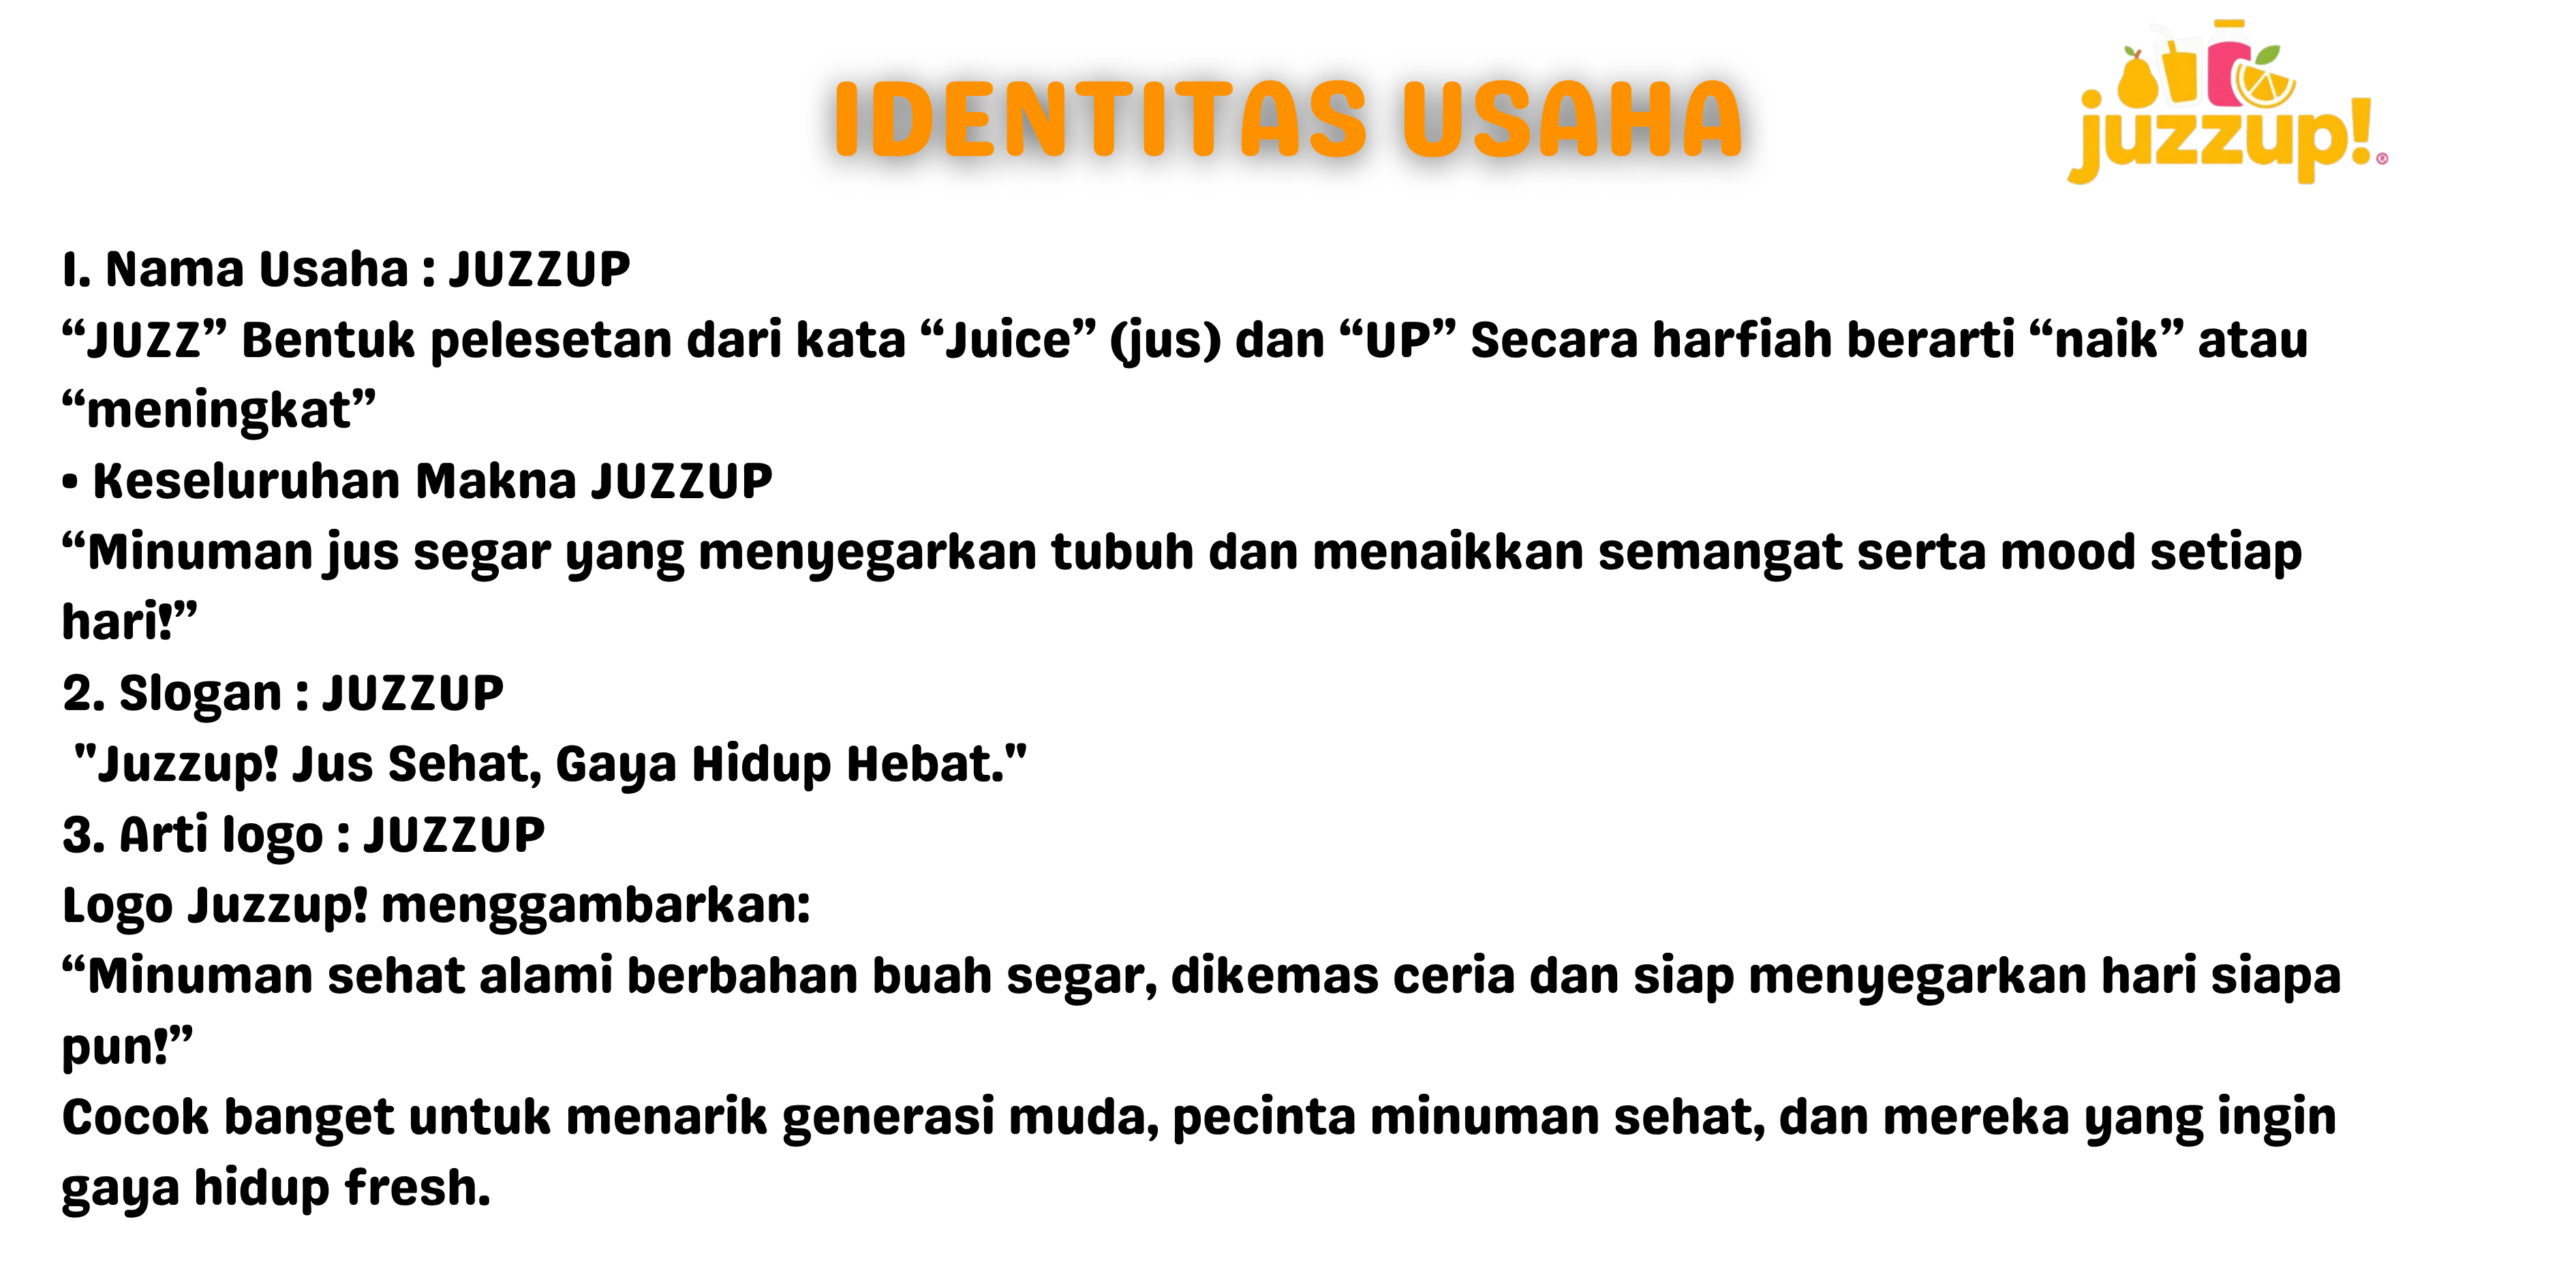 IDENTITAS USAHA
juzzup!®
1. Nama Usaha : JUZZUP
“JUZZ” Bentuk pelesetan dari kata “Juice” (jus) dan “UP” Secara harfiah berarti “naik” atau
“meningkat”
• Keseluruhan Makna JUZZUP
“Minuman jus segar yang menyegarkan tubuh dan menaikkan semangat serta mood setiap
hari!”
2. Slogan : JUZZUP
"Juzzup! Jus Sehat, Gaya Hidup Hebat."
3. Arti logo : JUZZUP
Logo Juzzup! menggambarkan:
“Minuman sehat alami berbahan buah segar, dikemas ceria dan siap menyegarkan hari siapa
pun!”
Cocok banget untuk menarik generasi muda, pecinta minuman sehat, dan mereka yang ingin
gaya hidup fresh.